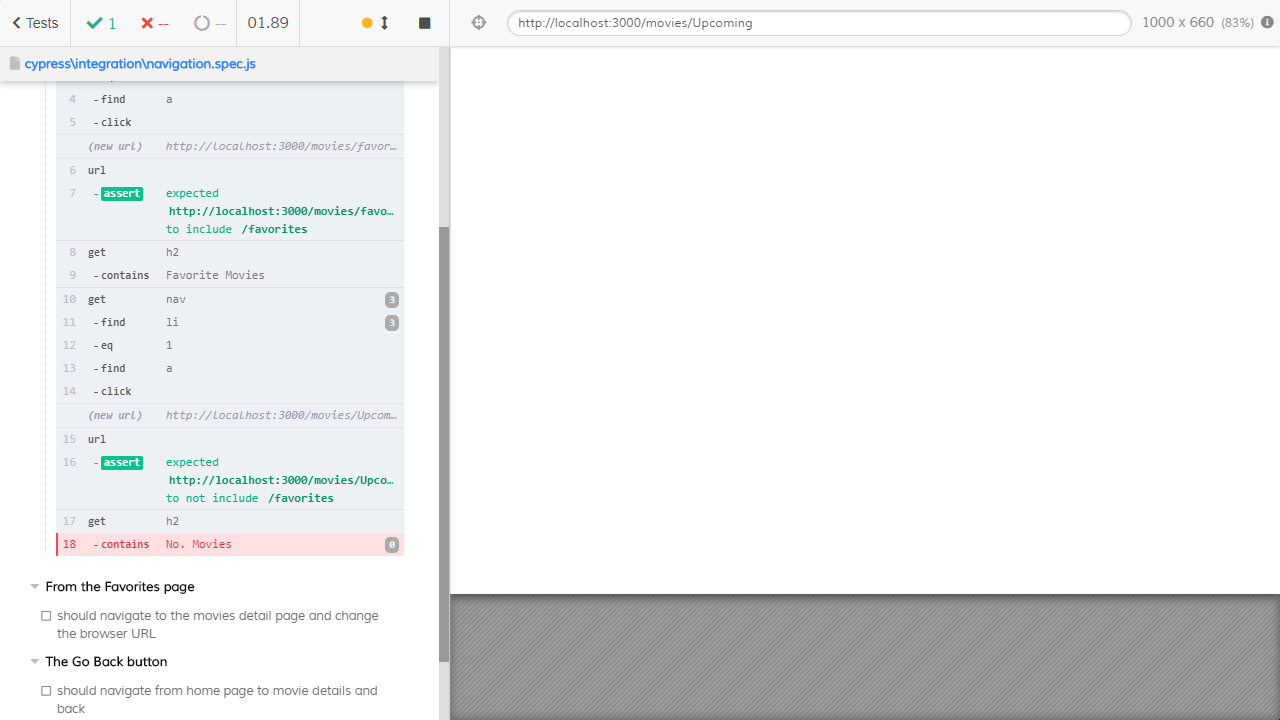 Tests
1
--
--
01.89
http://localhost:3000/movies/Upcoming
1000 x 660 (83%)
cypress\integration\navigation.spec.js
4 - find a
5 - click
(new url) http://localhost:3000/movies/favor…
6 url
7 - assert expected
http://localhost:3000/movies/favo…
to include /favorites
8 get h2
9 - contains Favorite Movies
10 get nav 3
11 - find li 3
12 - eq 1
13 - find a
14 - click
(new url) http://localhost:3000/movies/Upcom…
15 url
16 - assert expected
http://localhost:3000/movies/Upco…
to not include /favorites
17 get h2
18 - contains No. Movies 0
From the Favorites page
should navigate to the movies detail page and change
the browser URL
The Go Back button
should navigate from home page to movie details and
back